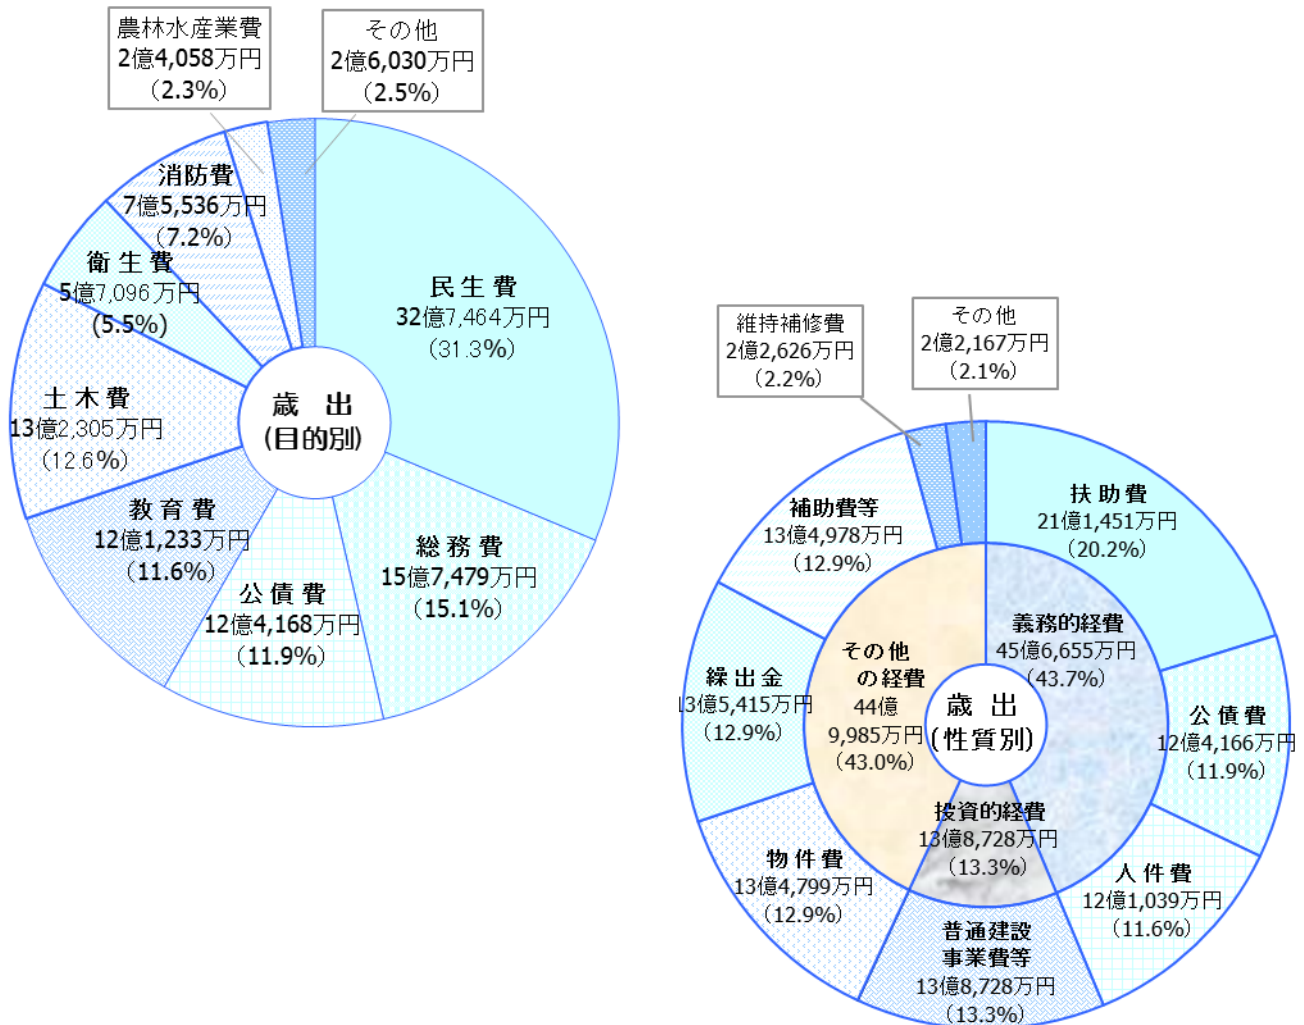 農林水産業費
2億4,058万円
(2.3%)
その他
2億6,030万円
(2.5%)
消防費
7億5,536万円
(7.2%)
衛生費
5億7,096万円
(5.5%)
民生費
32億7,464万円
(31.3%)
土木費
13億2,305万円
(12.6%)
歳 出
(目的別)
教育費
12億1,233万円
(11.6%)
公債費
12億4,168万円
(11.9%)
総務費
15億7,479万円
(15.1%)
維持補修費
2億2,626万円
(2.2%)
その他
2億2,167万円
(2.1%)
補助費等
13億4,978万円
(12.9%)
扶助費
21億1,451万円
(20.2%)
義務的経費
45億6,655万円
(43.7%)
その他
の経費
44億
9,985万円
(43.0%)
繰出金
13億5,415万円
(12.9%)
歳 出
(性質別)
公債費
12億4,166万円
(11.9%)
投資的経費
13億8,728万円
(13.3%)
物件費
13億4,799万円
(12.9%)
人件費
12億1,039万円
(11.6%)
普通建設
事業費等
13億8,728万円
(13.3%)